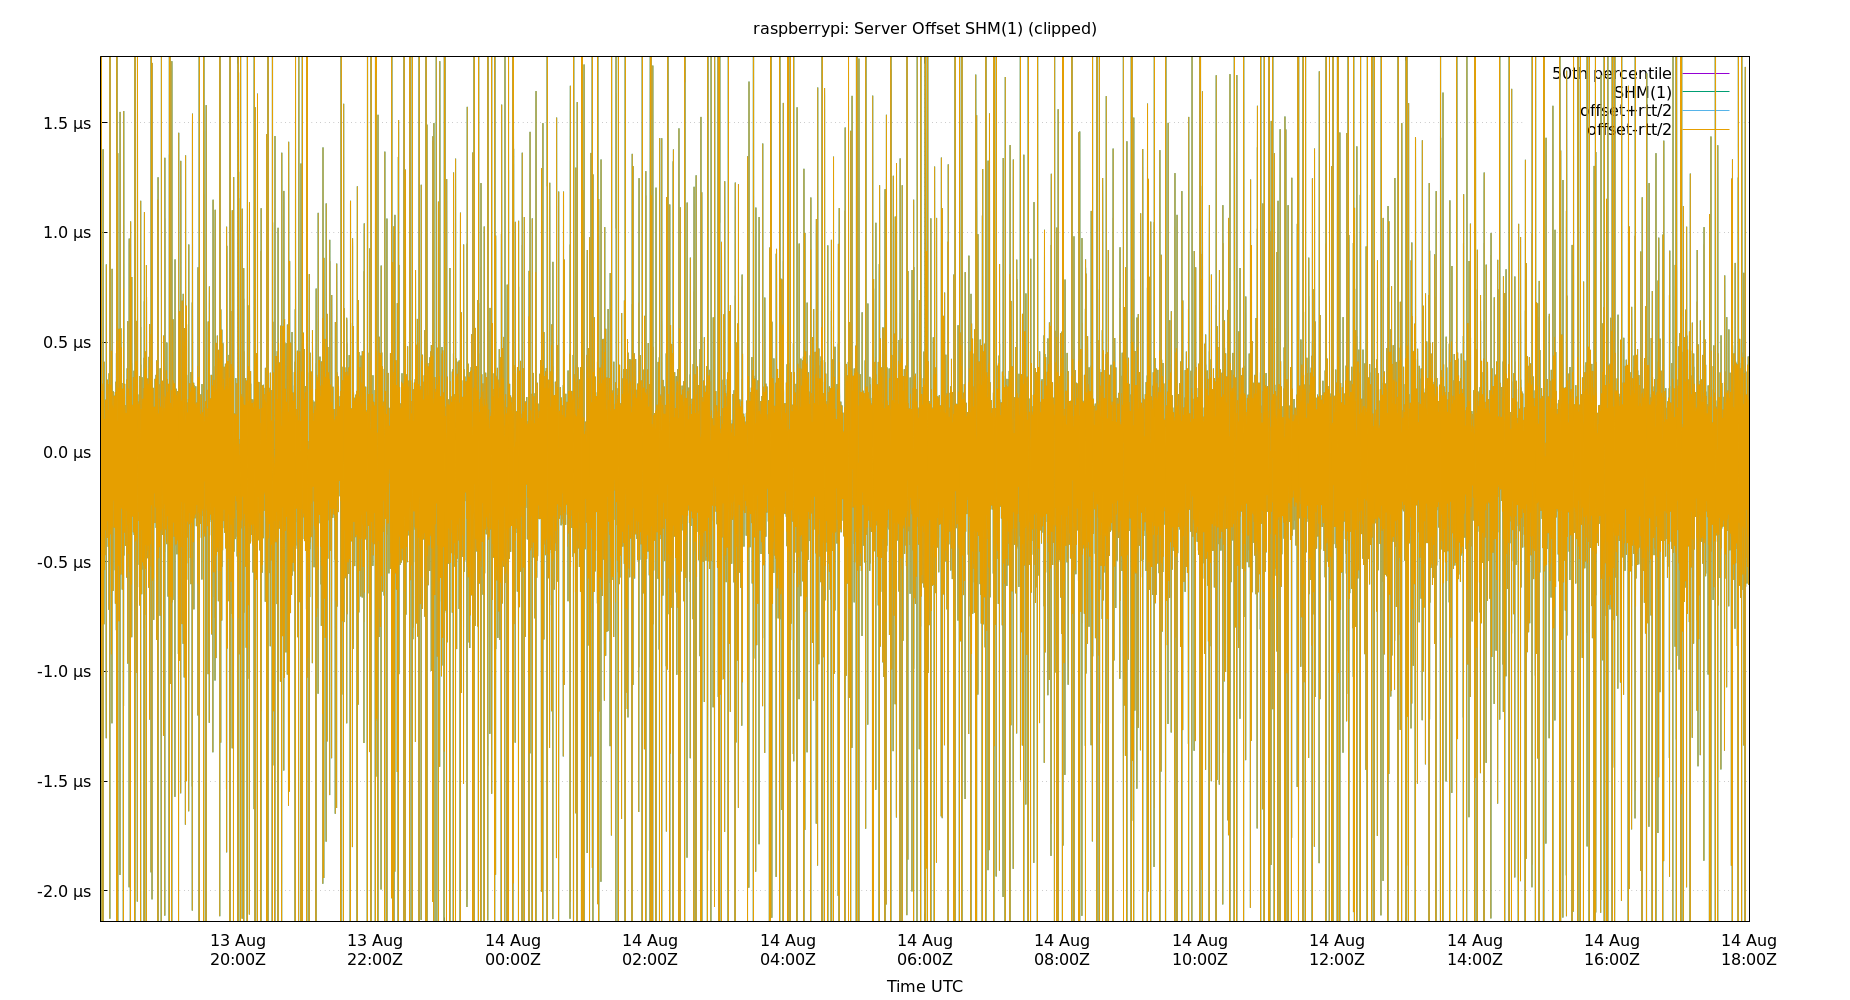 raspberrypi: Server Offset SHM(1) (clipped)
50th percentile
SHM(1)
offset+rtt/2
offset-rtt/2
1.5 µs
1.0 µs
0.5 µs
0.0 µs
-0.5 µs
-1.0 µs
-1.5 µs
-2.0 µs
13 Aug 13 Aug 14 Aug 14 Aug 14 Aug 14 Aug 14 Aug 14 Aug 14 Aug 14 Aug 14 Aug 14 Aug
20:00Z 22:00Z 00:00Z 02:00Z 04:00Z 06:00Z 08:00Z 10:00Z 12:00Z 14:00Z 16:00Z 18:00Z
Time UTC